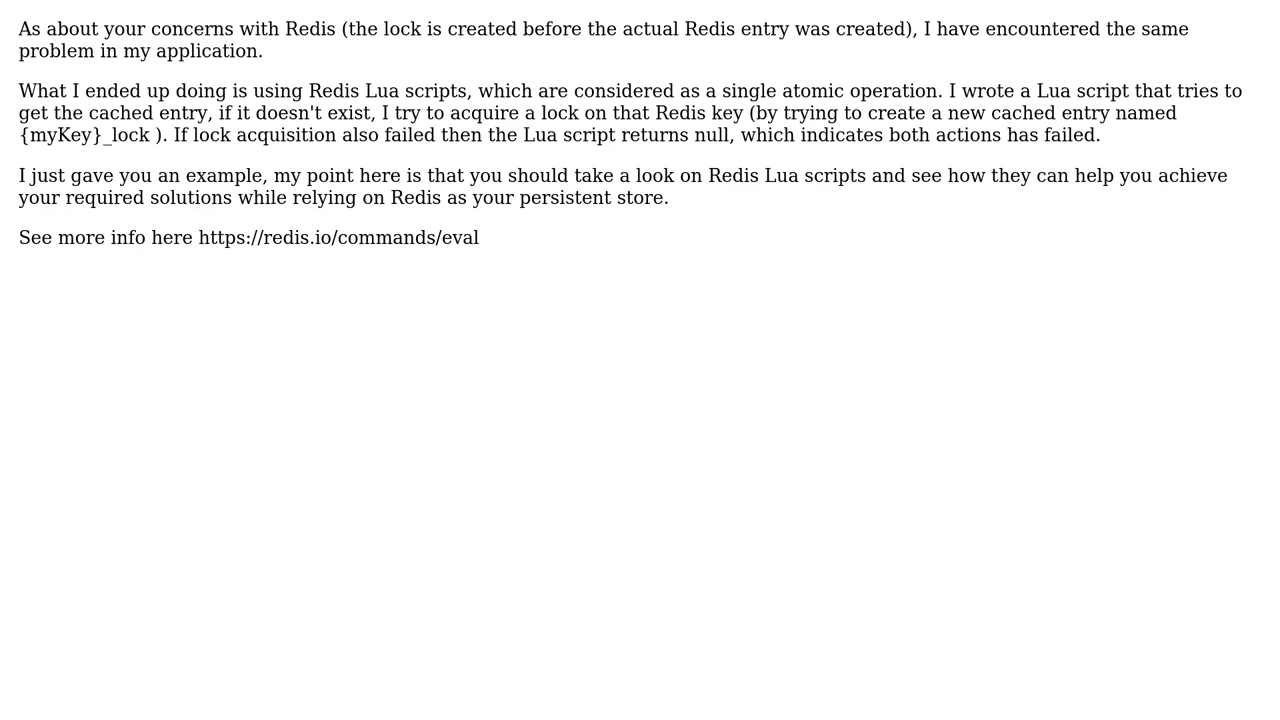 As about your concerns with Redis (the lock is created before the actual Redis entry was created), I have encountered the same
problem in my application.
What I ended up doing is using Redis Lua scripts, which are considered as a single atomic operation. I wrote a Lua script that tries to
get the cached entry, if it doesn't exist, I try to acquire a lock on that Redis key (by trying to create a new cached entry named
{myKey}_lock ). If lock acquisition also failed then the Lua script returns null, which indicates both actions has failed.
I just gave you an example, my point here is that you should take a look on Redis Lua scripts and see how they can help you achieve
your required solutions while relying on Redis as your persistent store.
See more info here https://redis.io/commands/eval